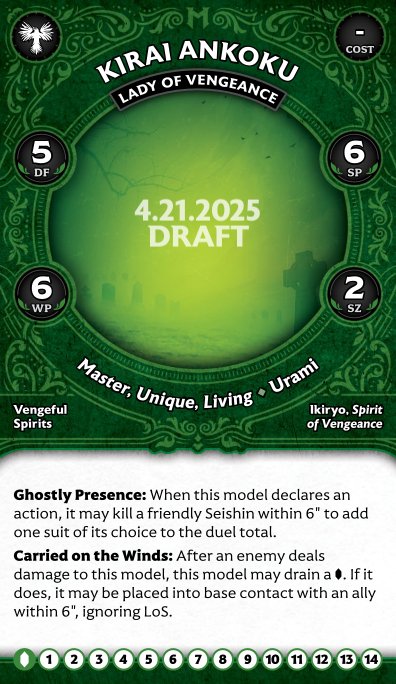 -
COST
KIRAI ANKOKU
LADY OF VENGEANCE
5
DF
6
SP
4.21.2025
DRAFT
6
WP
2
SZ
Master, Unique, Living ◆ Urami
Vengeful
Spirits
Ikiryo, Spirit
of Vengeance
Ghostly Presence: When this model declares an
action, it may kill a friendly Seishin within 6" to add
one suit of its choice to the duel total.
Carried on the Winds: After an enemy deals
damage to this model, this model may drain a . If it
does, it may be placed into base contact with an ally
within 6", ignoring LoS.
1 2 3 4 5 6 7 8 9 10 11 12 13 14